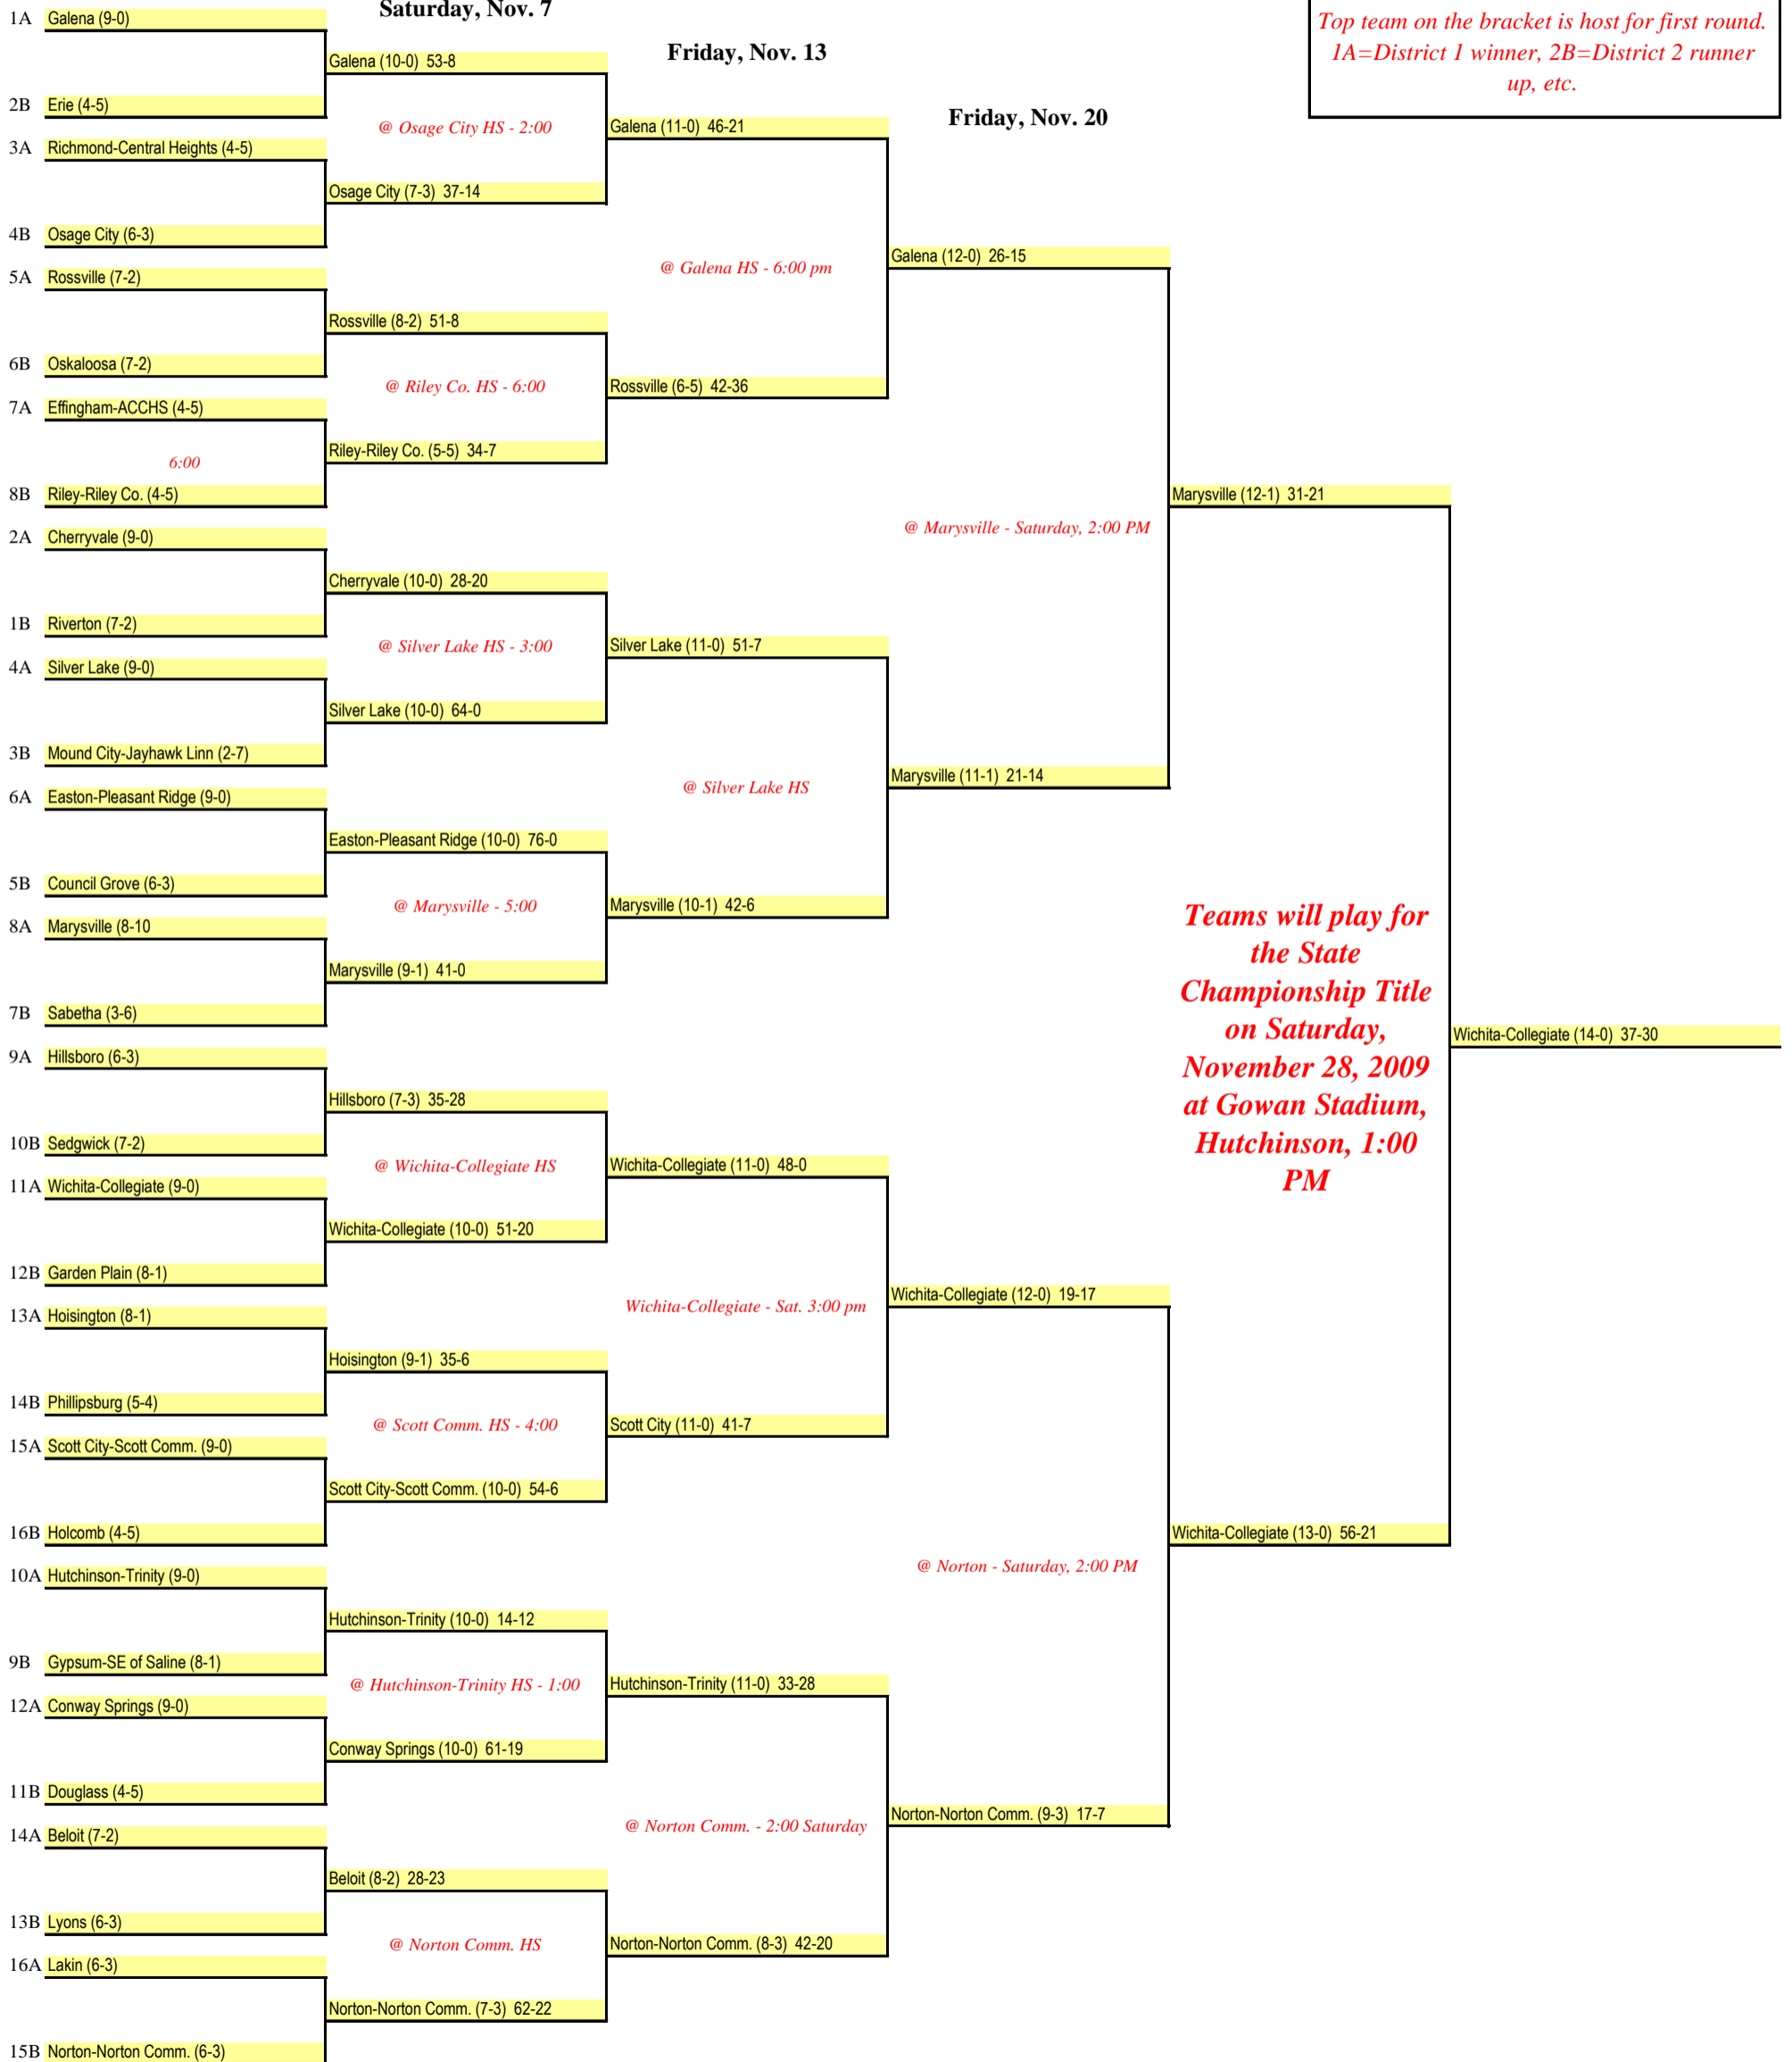 Saturday, Nov. 7
Friday, Nov. 13
Friday, Nov. 20
Top team on the bracket is host for first round.
1A=District 1 winner, 2B=District 2 runner
up, etc.
1A Galena (9-0)
2B Erie (4-5)
3A Richmond-Central Heights (4-5)
4B Osage City (6-3)
5A Rossville (7-2)
6B Oskaloosa (7-2)
7A Effingham-ACCHS (4-5)
6:00
8B Riley-Riley Co. (4-5)
2A Cherryvale (9-0)
1B Riverton (7-2)
4A Silver Lake (9-0)
3B Mound City-Jayhawk Linn (2-7)
6A Easton-Pleasant Ridge (9-0)
5B Council Grove (6-3)
8A Marysville (8-10
7B Sabetha (3-6)
9A Hillsboro (6-3)
10B Sedgwick (7-2)
11A Wichita-Collegiate (9-0)
12B Garden Plain (8-1)
13A Hoisington (8-1)
14B Phillipsburg (5-4)
15A Scott City-Scott Comm. (9-0)
16B Holcomb (4-5)
10A Hutchinson-Trinity (9-0)
9B Gypsum-SE of Saline (8-1)
12A Conway Springs (9-0)
11B Douglass (4-5)
14A Beloit (7-2)
13B Lyons (6-3)
16A Lakin (6-3)
15B Norton-Norton Comm. (6-3)
Galena (10-0) 53-8
@ Osage City HS - 2:00
Osage City (7-3) 37-14
Rossville (8-2) 51-8
@ Riley Co. HS - 6:00
Riley-Riley Co. (5-5) 34-7
Cherryvale (10-0) 28-20
@ Silver Lake HS - 3:00
Silver Lake (10-0) 64-0
Easton-Pleasant Ridge (10-0) 76-0
@ Marysville - 5:00
Marysville (9-1) 41-0
Hillsboro (7-3) 35-28
@ Wichita-Collegiate HS
Wichita-Collegiate (10-0) 51-20
Hoisington (9-1) 35-6
@ Scott Comm. HS - 4:00
Scott City-Scott Comm. (10-0) 54-6
Hutchinson-Trinity (10-0) 14-12
@ Hutchinson-Trinity HS - 1:00
Conway Springs (10-0) 61-19
Beloit (8-2) 28-23
@ Norton Comm. HS
Norton-Norton Comm. (7-3) 62-22
Galena (11-0) 46-21
@ Galena HS - 6:00 pm
Rossville (6-5) 42-36
Silver Lake (11-0) 51-7
@ Silver Lake HS
Marysville (10-1) 42-6
Wichita-Collegiate (11-0) 48-0
Wichita-Collegiate - Sat. 3:00 pm
Scott City (11-0) 41-7
Hutchinson-Trinity (11-0) 33-28
@ Norton Comm. - 2:00 Saturday
Norton-Norton Comm. (8-3) 42-20
Galena (12-0) 26-15
@ Marysville - Saturday, 2:00 PM
Marysville (11-1) 21-14
Wichita-Collegiate (12-0) 19-17
@ Norton - Saturday, 2:00 PM
Norton-Norton Comm. (9-3) 17-7
Marysville (12-1) 31-21
Teams will play for
the State
Championship Title
on Saturday,
November 28, 2009
at Gowan Stadium,
Hutchinson, 1:00
PM
Wichita-Collegiate (13-0) 56-21
Wichita-Collegiate (14-0) 37-30